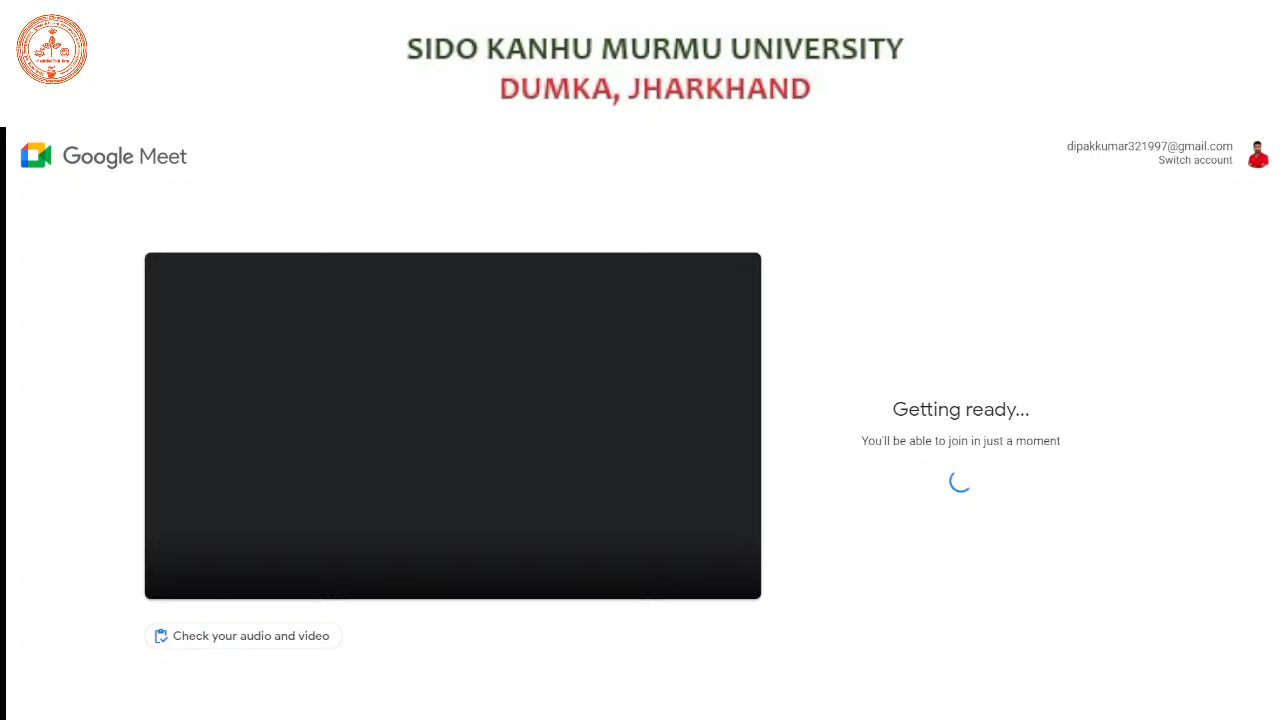 SIDO KANHU MURMU UNIVERSITY
DUMKA, JHARKHAND
Google Meet
dipakkumar321997@gmail.com
Switch account
Getting ready...
You'll be able to join in just a moment
Check your audio and video